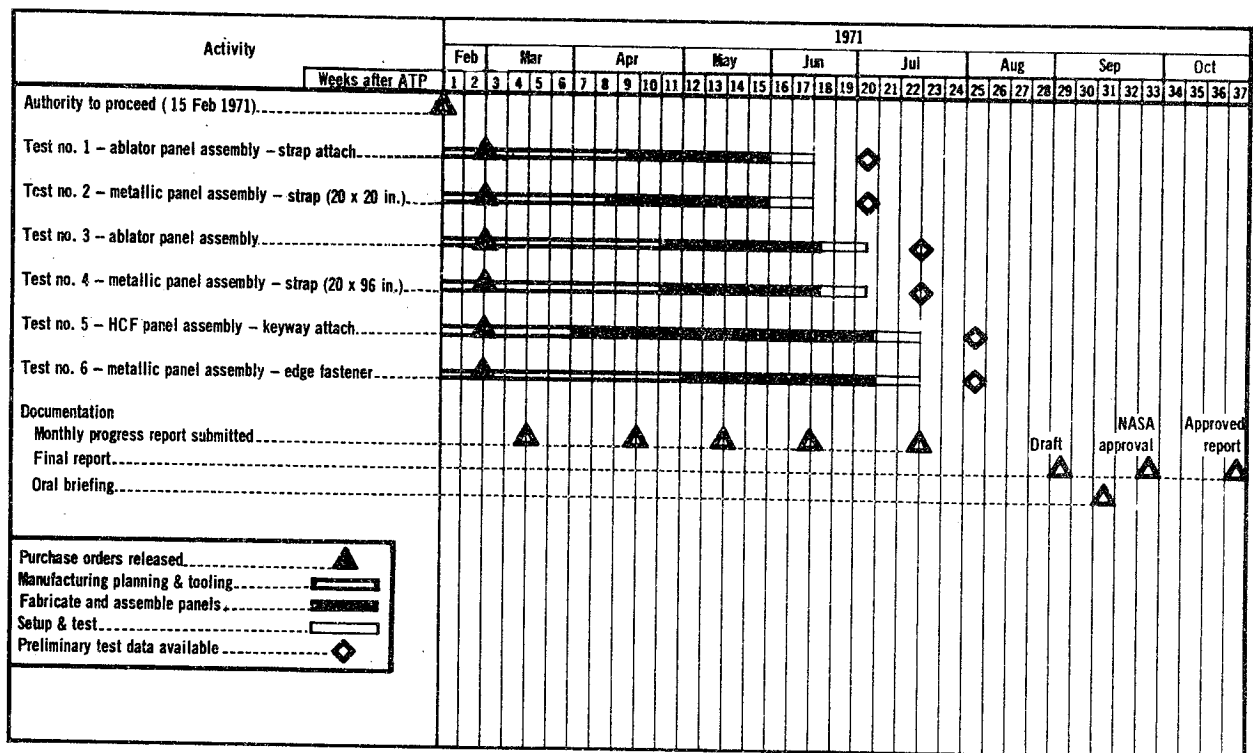 1971
Activity
Feb Mar Apr May Jun Jul Aug Sep Oct
Weeks after ATP 1 2 3 4 5 6 7 8 9 10 11 12 13 14 15 16 17 18 19 20 21 22 23 24 25 26 27 28 29 30 31 32 33 34 35 36 37
Authority to proceed (15 Feb 1971)
Test no. 1 – ablator panel assembly – strap attach
Test no. 2 – metallic panel assembly – strap (20 x 20 in.)
Test no. 3 – ablator panel assembly
Test no. 4 – metallic panel assembly – strap (20 x 96 in.)
Test no. 5 – HCF panel assembly – keyway attach
Test no. 6 – metallic panel assembly – edge fastener
Documentation
Monthly progress report submitted
NASA Approved
Draft approval report
Final report
Oral briefing
Purchase orders released
Manufacturing planning & tooling
Fabricate and assemble panels
Setup & test
Preliminary test data available